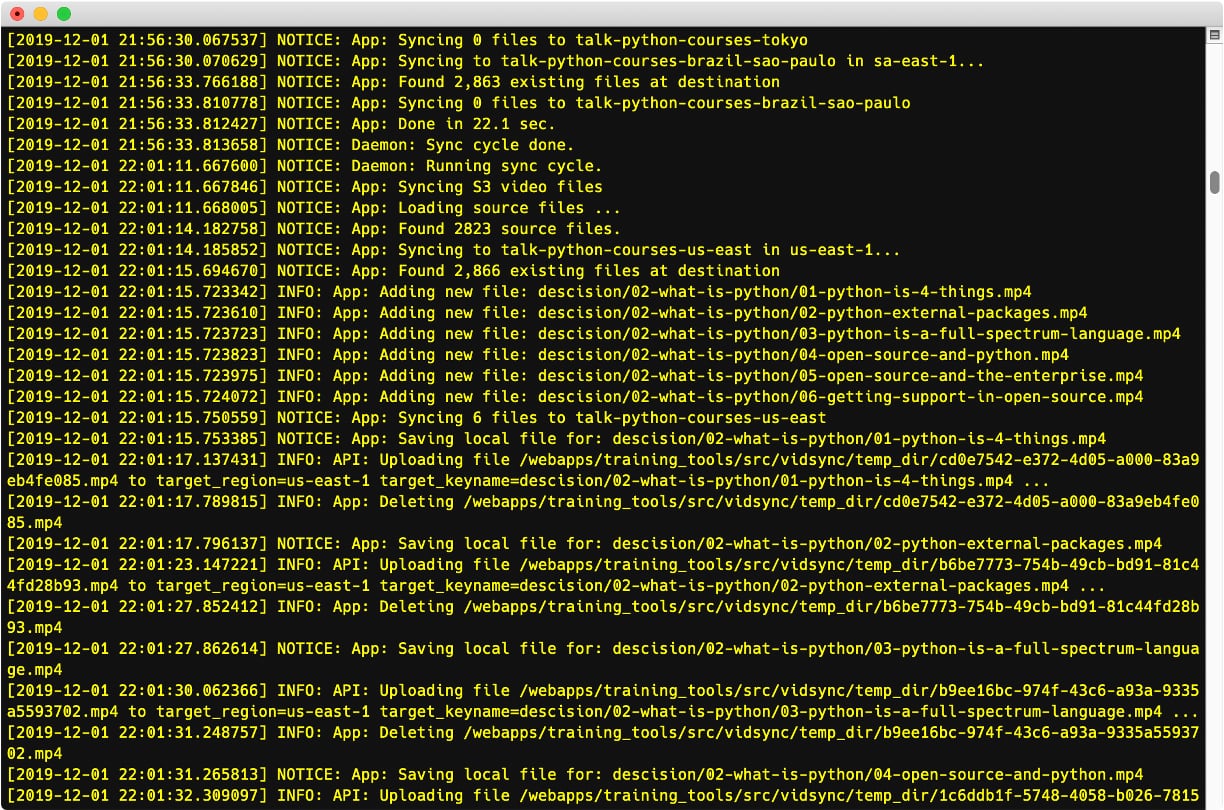 [2019-12-01 21:56:30.067537] NOTICE: App: Syncing 0 files to talk-python-courses-tokyo
[2019-12-01 21:56:30.070629] NOTICE: App: Syncing to talk-python-courses-brazil-sao-paulo in sa-east-1...
[2019-12-01 21:56:33.766188] NOTICE: App: Found 2,863 existing files at destination
[2019-12-01 21:56:33.810778] NOTICE: App: Syncing 0 files to talk-python-courses-brazil-sao-paulo
[2019-12-01 21:56:33.812427] NOTICE: App: Done in 22.1 sec.
[2019-12-01 21:56:33.813658] NOTICE: Daemon: Sync cycle done.
[2019-12-01 22:01:11.667600] NOTICE: Daemon: Running sync cycle.
[2019-12-01 22:01:11.667846] NOTICE: App: Syncing S3 video files
[2019-12-01 22:01:11.668005] NOTICE: App: Loading source files ...
[2019-12-01 22:01:14.182758] NOTICE: App: Found 2823 source files.
[2019-12-01 22:01:14.185852] NOTICE: App: Syncing to talk-python-courses-us-east in us-east-1...
[2019-12-01 22:01:15.694670] NOTICE: App: Found 2,866 existing files at destination
[2019-12-01 22:01:15.723342] INFO: App: Adding new file: descision/02-what-is-python/01-python-is-4-things.mp4
[2019-12-01 22:01:15.723610] INFO: App: Adding new file: descision/02-what-is-python/02-python-external-packages.mp4
[2019-12-01 22:01:15.723723] INFO: App: Adding new file: descision/02-what-is-python/03-python-is-a-full-spectrum-language.mp4
[2019-12-01 22:01:15.723823] INFO: App: Adding new file: descision/02-what-is-python/04-open-source-and-python.mp4
[2019-12-01 22:01:15.723975] INFO: App: Adding new file: descision/02-what-is-python/05-open-source-and-the-enterprise.mp4
[2019-12-01 22:01:15.724072] INFO: App: Adding new file: descision/02-what-is-python/06-getting-support-in-open-source.mp4
[2019-12-01 22:01:15.750559] NOTICE: App: Syncing 6 files to talk-python-courses-us-east
[2019-12-01 22:01:15.753385] NOTICE: App: Saving local file for: descision/02-what-is-python/01-python-is-4-things.mp4
[2019-12-01 22:01:17.137431] INFO: API: Uploading file /webapps/training_tools/src/vidsync/temp_dir/cd0e7542-e372-4d05-a000-83a9
eb4fe085.mp4 to target_region=us-east-1 target_keyname=descision/02-what-is-python/01-python-is-4-things.mp4 ...
[2019-12-01 22:01:17.789815] INFO: App: Deleting /webapps/training_tools/src/vidsync/temp_dir/cd0e7542-e372-4d05-a000-83a9eb4fe0
85.mp4
[2019-12-01 22:01:17.796137] NOTICE: App: Saving local file for: descision/02-what-is-python/02-python-external-packages.mp4
[2019-12-01 22:01:23.147221] INFO: API: Uploading file /webapps/training_tools/src/vidsync/temp_dir/b6be7773-754b-49cb-bd91-81c4
4fd28b93.mp4 to target_region=us-east-1 target_keyname=descision/02-what-is-python/02-python-external-packages.mp4 ...
[2019-12-01 22:01:27.852412] INFO: App: Deleting /webapps/training_tools/src/vidsync/temp_dir/b6be7773-754b-49cb-bd91-81c44fd28b
93.mp4
[2019-12-01 22:01:27.862614] NOTICE: App: Saving local file for: descision/02-what-is-python/03-python-is-a-full-spectrum-langua
ge.mp4
[2019-12-01 22:01:30.062366] INFO: API: Uploading file /webapps/training_tools/src/vidsync/temp_dir/b9ee16bc-974f-43c6-a93a-9335
a5593702.mp4 to target_region=us-east-1 target_keyname=descision/02-what-is-python/03-python-is-a-full-spectrum-language.mp4 ...
[2019-12-01 22:01:31.248757] INFO: App: Deleting /webapps/training_tools/src/vidsync/temp_dir/b9ee16bc-974f-43c6-a93a-9335a55937
02.mp4
[2019-12-01 22:01:31.265813] NOTICE: App: Saving local file for: descision/02-what-is-python/04-open-source-and-python.mp4
[2019-12-01 22:01:32.309097] INFO: API: Uploading file /webapps/training_tools/src/vidsync/temp_dir/1c6ddb1f-5748-4058-b026-7815